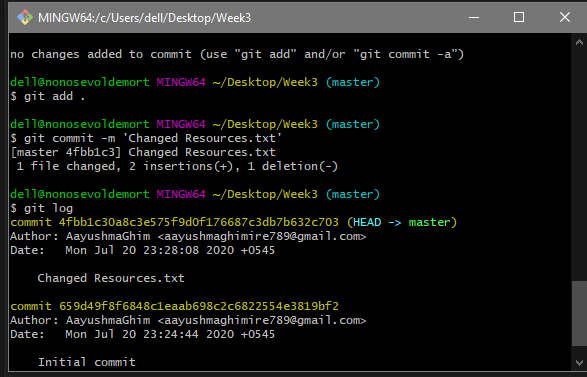 MINGW64:/c/Users/dell/Desktop/Week3
no changes added to commit (use "git add" and/or "git commit -a")
dell@nonosevoldemort MINGW64 ~/Desktop/Week3 (master)
$ git add .
dell@nonosevoldemort MINGW64 ~/Desktop/Week3 (master)
$ git commit -m 'Changed Resources.txt'
[master 4fbb1c3] Changed Resources.txt
 1 file changed, 2 insertions(+), 1 deletion(-)
dell@nonosevoldemort MINGW64 ~/Desktop/Week3 (master)
$ git log
commit 4fbb1c30a8c3e575f9d0f176687c3db7b632c703 (HEAD -> master)
Author: AayushmaGhim <aayushmaghimire789@gmail.com>
Date:   Mon Jul 20 23:28:08 2020 +0545
    Changed Resources.txt
commit 659d49f8f6848c1eaab698c2c6822554e3819bf2
Author: AayushmaGhim <aayushmaghimire789@gmail.com>
Date:   Mon Jul 20 23:24:44 2020 +0545
    Initial commit